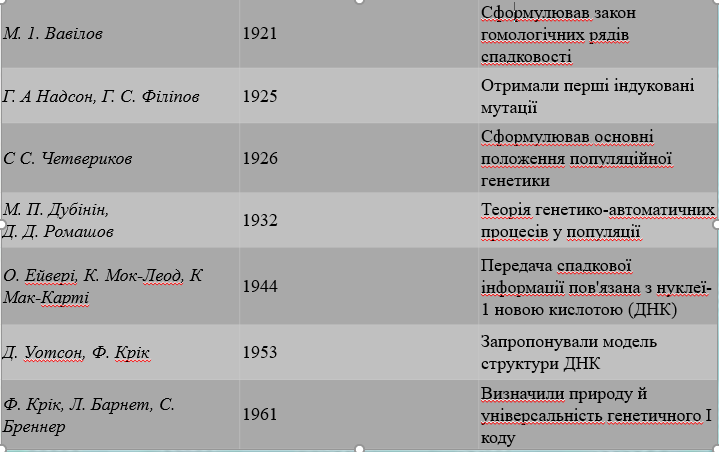 М. 1. Вавілов
1921
Сформулював закон
гомологічних рядів
спадковості
Г. А Надсон, Г. С. Філіпов
1925
Отримали перші індуковані
мутації
С С. Четвериков
1926
Сформулював основні
положення популяційної
генетики
М. П. Дубінін,
Д. Д. Ромашов
1932
Теорія генетико-автоматичних
процесів у популяції
О. Ейвері, К. Мок-Леод, К
Мак-Карті
1944
Передача спадкової
інформації пов'язана з нуклеї-
1 новою кислотою (ДНК)
Д. Уотсон, Ф. Крік
1953
Запропонували модель
структури ДНК
Ф. Крік, Л. Барнет, С.
Бреннер
1961
Визначили природу й
універсальність генетичного І
коду